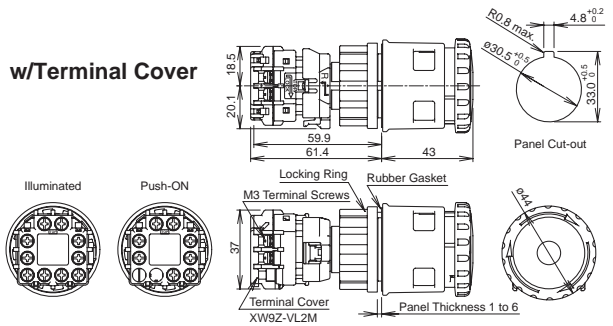 w/Terminal Cover
18.5
20.1
59.9
61.4
43
R0.8 max.
4.8 +0.2 0
ø30.5 +0.5 0
33.0 +0.5 0
Panel Cut-out
Illuminated
Push-ON
Locking Ring
Rubber Gasket
M3 Terminal Screws
37
ø44
Terminal Cover
XW9Z-VL2M
Panel Thickness 1 to 6